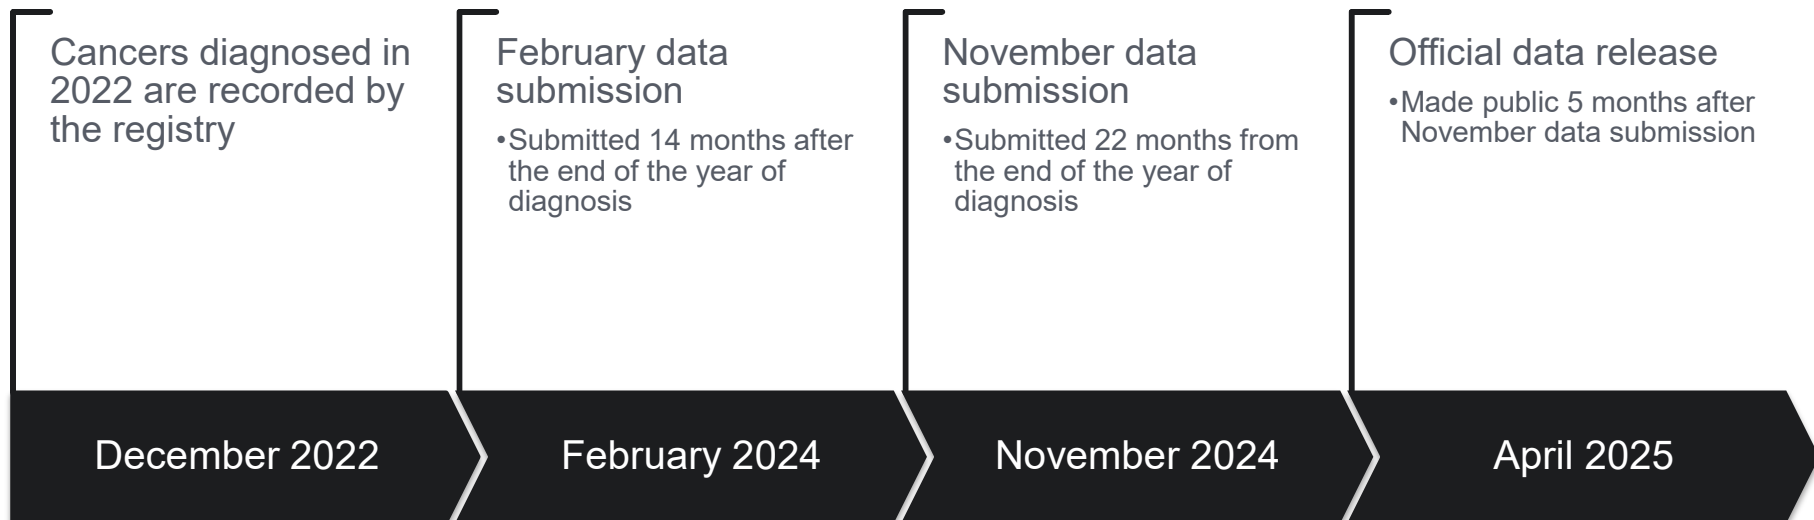 Cancers diagnosed in
2022 are recorded by
the registry
February data
submission
•Submitted 14 months after
the end of the year of
diagnosis
November data
submission
•Submitted 22 months from
the end of the year of
diagnosis
Official data release
•Made public 5 months after
November data submission
December 2022
February 2024
November 2024
April 2025